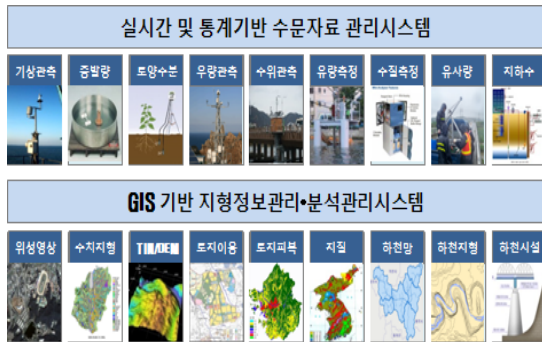 실시간 및 통계기반 수문자료 관리시스템
기상관측 증발량 토양수분 우량관측 수위관측 유량측정 수질측정 유사량 지하수
GIS 기반 지형정보관리•분석관리시스템
위성영상 수치지형 TIN/DEM 토지이용 토지피복 지질 하천망 하천지형 하천시설